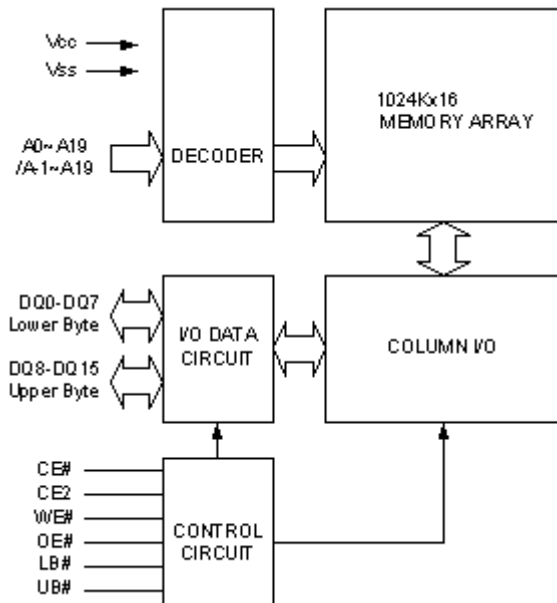 Vcc
Vss
A0~A19
/A-1~A19
DECODER
1024Kx16
MEMORY ARRAY
DQ0-DQ7
Lower Byte
DQ8-DQ15
Upper Byte
I/O DATA
CIRCUIT
COLUMN I/O
CE#
CE2
WE#
OE#
LB#
UB#
CONTROL
CIRCUIT